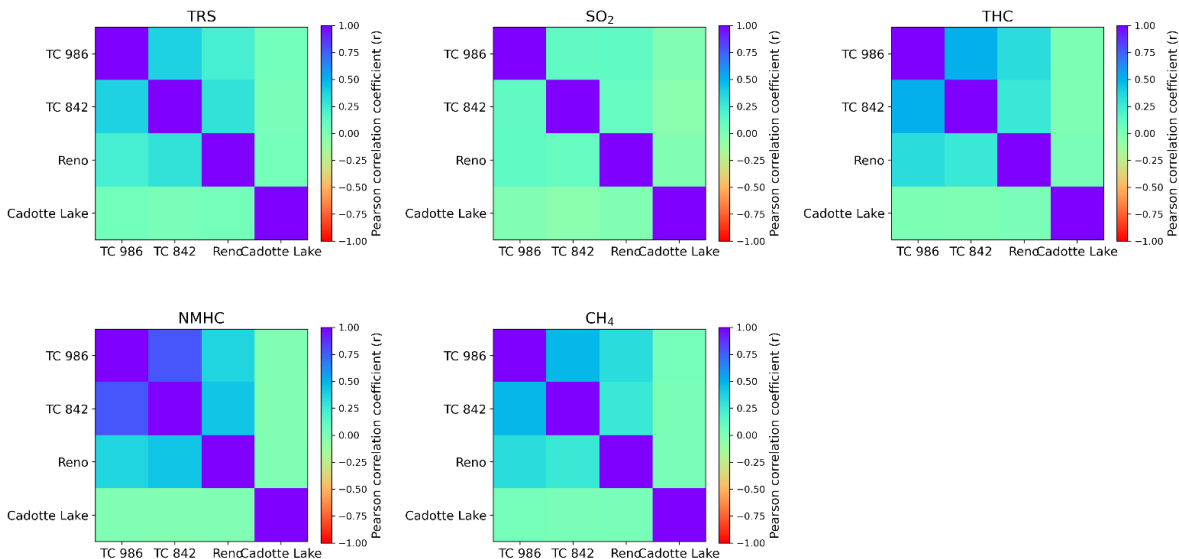 TRS
TC 986
TC 842
Reno
Cadotte Lake
TC 986 TC 842 Reno Cadotte Lake
1.00
0.75
0.50
0.25
0.00
−0.25
−0.50
−0.75
−1.00
Pearson correlation coefficient (r)
SO₂
TC 986
TC 842
Reno
Cadotte Lake
TC 986 TC 842 Reno Cadotte Lake
1.00
0.75
0.50
0.25
0.00
−0.25
−0.50
−0.75
−1.00
Pearson correlation coefficient (r)
THC
TC 986
TC 842
Reno
Cadotte Lake
TC 986 TC 842 Reno Cadotte Lake
1.00
0.75
0.50
0.25
0.00
−0.25
−0.50
−0.75
−1.00
Pearson correlation coefficient (r)
NMHC
TC 986
TC 842
Reno
Cadotte Lake
TC 986 TC 842 Reno Cadotte Lake
1.00
0.75
0.50
0.25
0.00
−0.25
−0.50
−0.75
−1.00
Pearson correlation coefficient (r)
CH₄
TC 986
TC 842
Reno
Cadotte Lake
TC 986 TC 842 Reno Cadotte Lake
1.00
0.75
0.50
0.25
0.00
−0.25
−0.50
−0.75
−1.00
Pearson correlation coefficient (r)